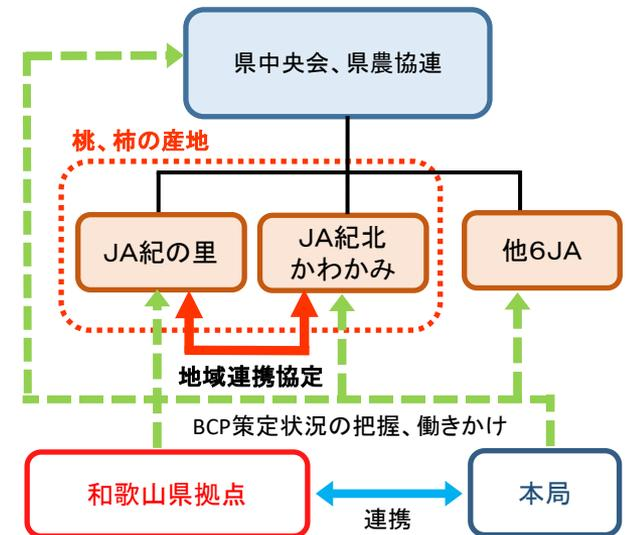 県中央会、県農協連
桃、柿の産地
JA紀の里
JA紀北
かわかみ
他6JA
地域連携協定
BCP策定状況の把握、働きかけ
和歌山県拠点
連携
本局